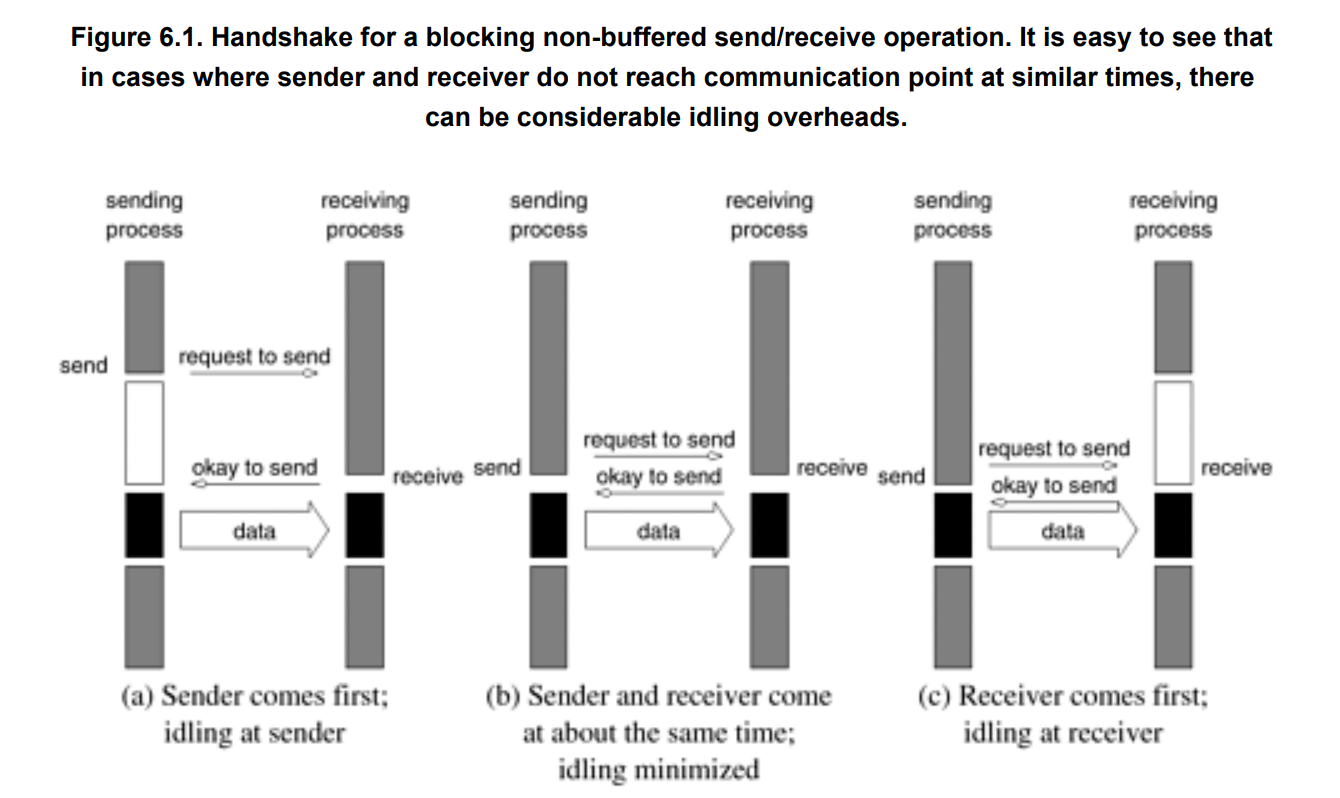 Figure 6.1. Handshake for a blocking non-buffered send/receive operation. It is easy to see that
in cases where sender and receiver do not reach communication point at similar times, there
can be considerable idling overheads.
sending
process
receiving
process
send
request to send
okay to send
receive
data
(a) Sender comes first;
idling at sender
sending
process
receiving
process
send
request to send
okay to send
receive
data
(b) Sender and receiver come
at about the same time;
idling minimized
sending
process
receiving
process
send
request to send
okay to send
receive
data
(c) Receiver comes first;
idling at receiver